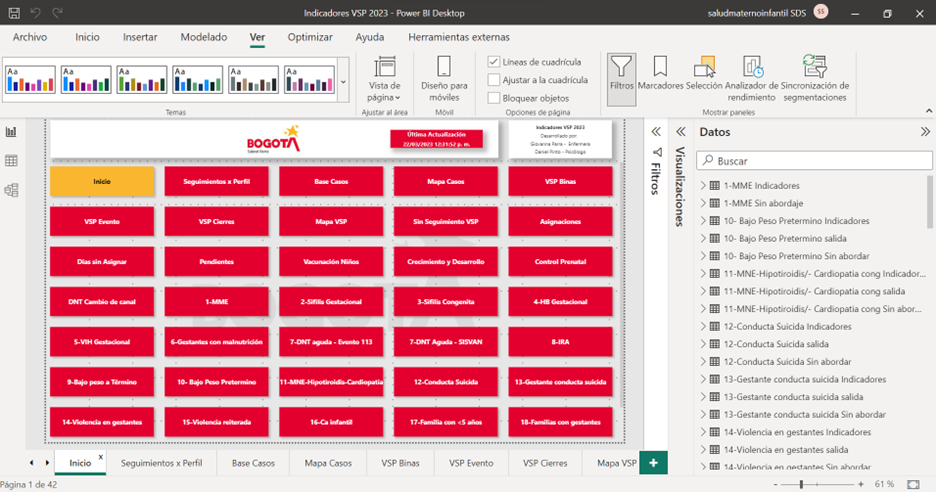 Indicadores VSP 2023 - Power BI Desktop
saludmaternoinfantil SDS
SS
Archivo Inicio Insertar Modelado Ver Optimizar Ayuda Herramientas externas
Aa Aa Aa Aa Aa Aa
Temas
Vista de página
Ajustar al área
Diseño para móviles
Móvil
Líneas de cuadrícula
Ajustar a la cuadrícula
Bloquear objetos
Opciones de página
Filtros Marcadores Selección Analizador de rendimiento Sincronización de segmentaciones
Mostrar paneles
BOGOTA
Última Actualización
22/03/2023 12:31:52 p. m.
Indicadores VSP 2023
Desarrollado por:
Giovanna Parra - Enfermera
Daniel Pinto - Psicólogo
Inicio Seguimientos x Perfil Base Casos Mapa Casos VSP Binas
VSP Evento VSP Cierres Mapa VSP Sin Seguimiento VSP Asignaciones
Días sin Asignar Pendientes Vacunación Niños Crecimiento y Desarrollo Control Prenatal
DNT Cambio de canal 1-MME 2-Sifilis Gestacional 3-Sifilis Congenita 4-HB Gestacional
5-VIH Gestacional 6-Gestantes con malnutrición 7-DNT aguda - Evento 113 7-DNT Aguda - SISVAN 8-IRA
9-Bajo peso a Término 10- Bajo Peso Pretermino 11-MNE-Hipotiroidis-Cardiopatia 12-Conducta Suicida 13-Gestante conducta suicida
14-Violencia en gestantes 15-Violencia reiterada 16-Ca infantil 17-Familia con <5 años 18-Familias con gestantes
BOGOTA
Filtros
Visualizaciones
Datos
Buscar
1-MME Indicadores
1-MME Sin abordaje
10- Bajo Peso Pretermino Indicadores
10- Bajo Peso Pretermino salida
10- Bajo Peso Pretermino Sin abordar
11-MNE-Hipotiroidis/- Cardiopatia cong Indicador...
11-MNE-Hipotiroidis/- Cardiopatia cong salida
11-MNE-Hipotiroidis/- Cardiopatia cong Sin abor...
12-Conducta Suicida Indicadores
12-Conducta Suicida salida
12-Conducta Suicida Sin abordar
13-Gestante conducta suicida Indicadores
13-Gestante conducta suicida salida
13-Gestante conducta suicida Sin abordar
14-Violencia en gestantes Indicadores
14-Violencia en gestantes salida
14-Violencia en gestantes Sin abordar
Inicio x Seguimientos x Perfil Base Casos Mapa Casos VSP Binas VSP Evento VSP Cierres Mapa VSP +
Página 1 de 42
- + 61 %